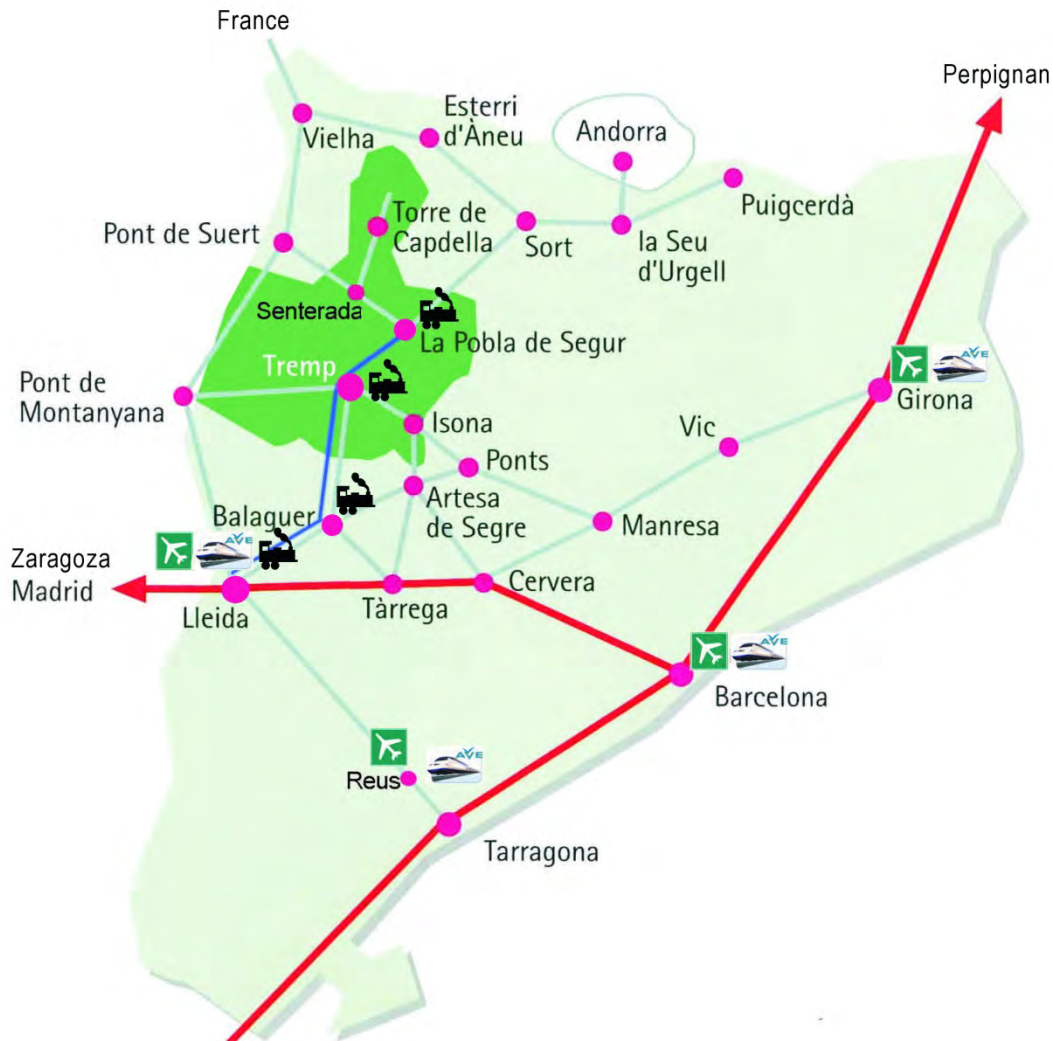 France
Perpignan
Esterri
d'Àneu
Andorra
Vielha
Puigcerdà
Torre de
Capdella
Pont de Suert
Sort
la Seu
d'Urgell
Senterada
La Pobla de Segur
Tremp
AVE
Pont de
Montanyana
Girona
Isona
Vic
Ponts
Artesa
de Segre
Balaguer
Manresa
AVE
Zaragoza
Madrid
Cervera
Lleida
Tàrrega
AVE
Barcelona
AVE
Reus
Tarragona